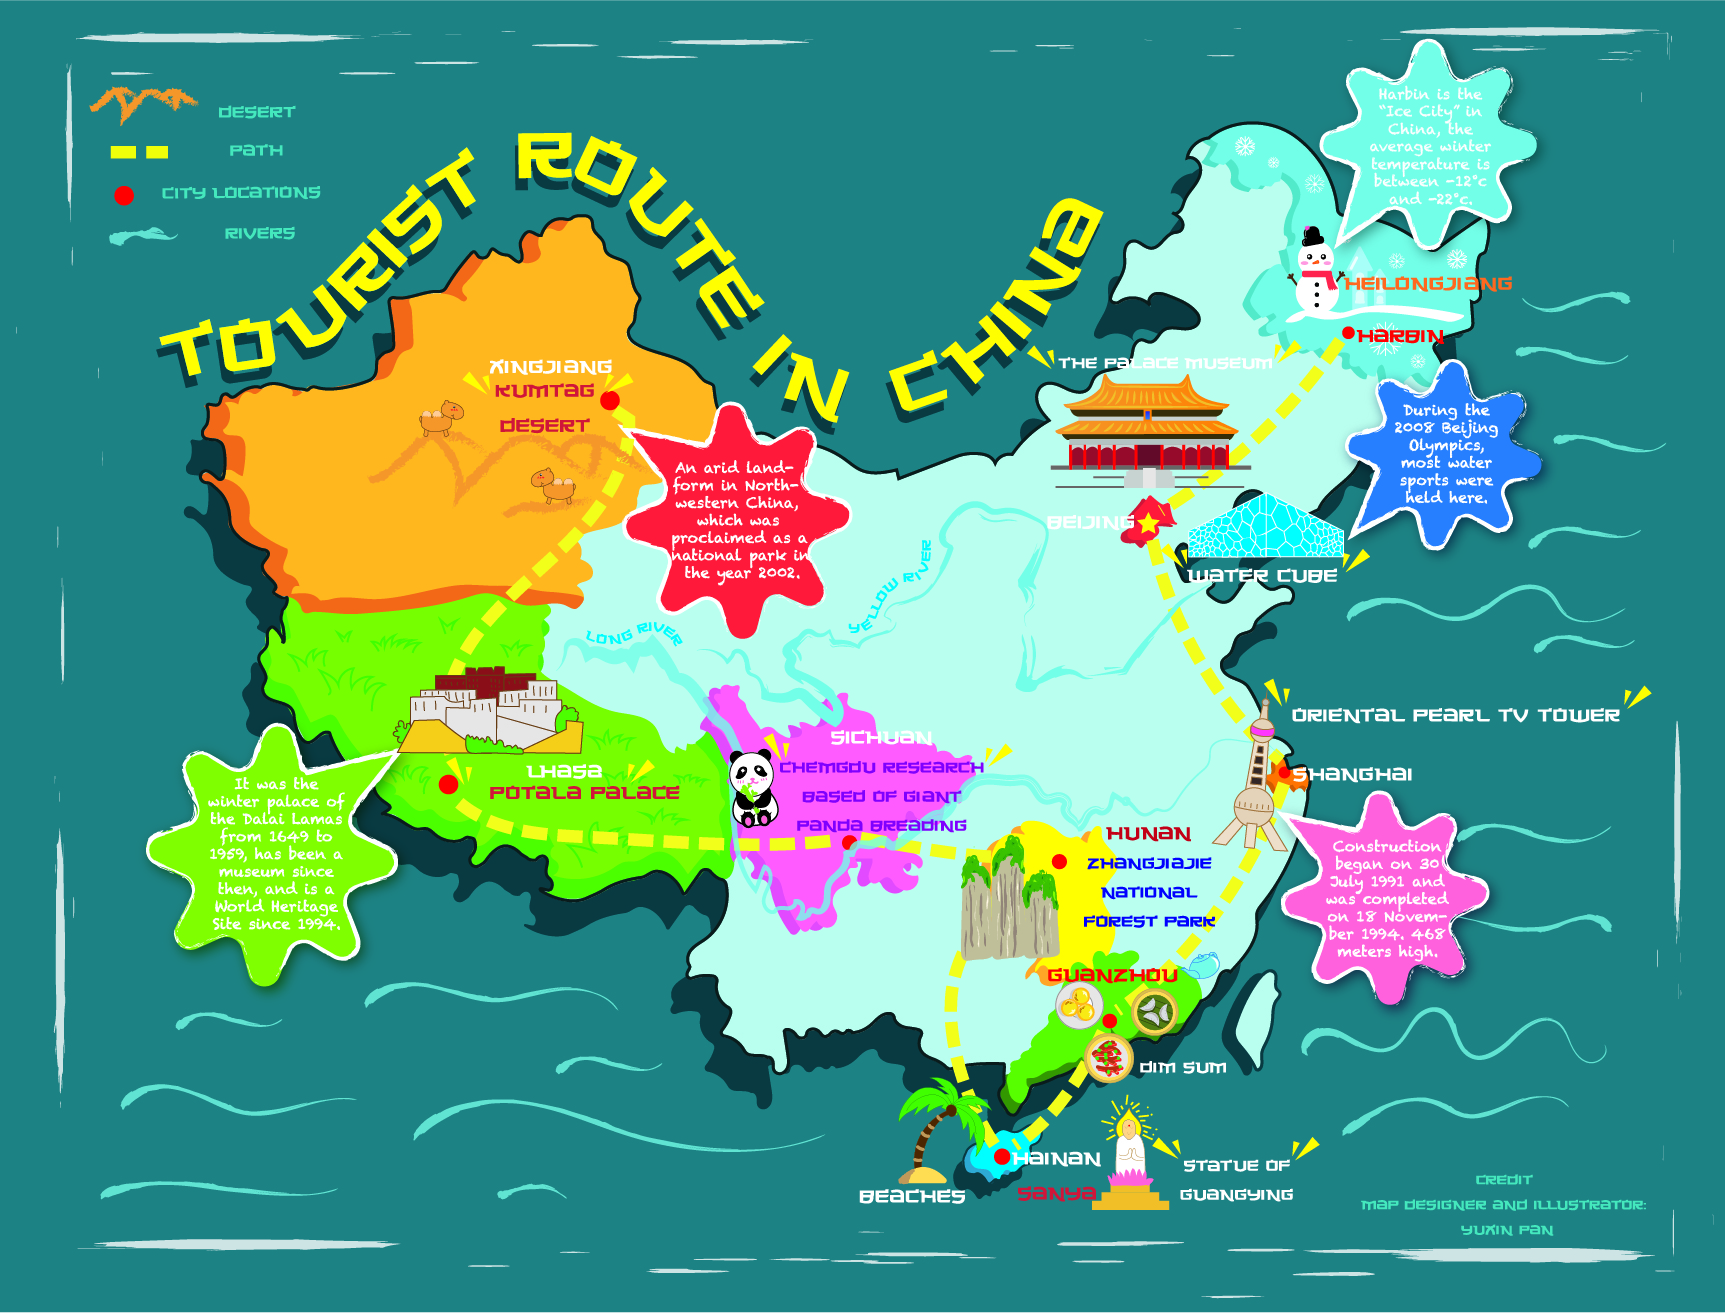 TOURIST ROUTE IN CHINA
DESERT
PATH
CITY LOCATIONS
RIVERS
Harbin is the
"Ice City" in
China, the
average winter
temperature is
between -12°c
and -22°c.
HEILONGJIANG
HARBIN
THE PALACE MUSEUM
During the
2008 Beijing
Olympics,
most water
sports were
held here.
BEIJING
WATER CUBE
XINGJIANG
KUMTAG
DESERT
An arid land-
form in North-
western China,
which was
proclaimed as a
national park in
the year 2002.
YELLOW RIVER
LONG RIVER
ORIENTAL PEARL TV TOWER
SHANGHAI
Construction
began on 30
July 1991 and
was completed
on 18 Novem-
ber 1994. 468
meters high.
SICHUAN
CHEMGDU RESEARCH
BASED OF GIANT
PANDA BREADING
LHASA
POTALA PALACE
It was the
winter palace of
the Dalai Lamas
from 1649 to
1959, has been a
museum since
then, and is a
World Heritage
Site since 1994.
HUNAN
ZHANGJIAJIE
NATIONAL
FOREST PARK
GUANZHOU
DIM SUM
HAINAN
SANYA
BEACHES
STATUE OF
GUANGYING
CREDIT
MAP DESIGNER AND ILLUSTRATOR:
YUXIN PAN